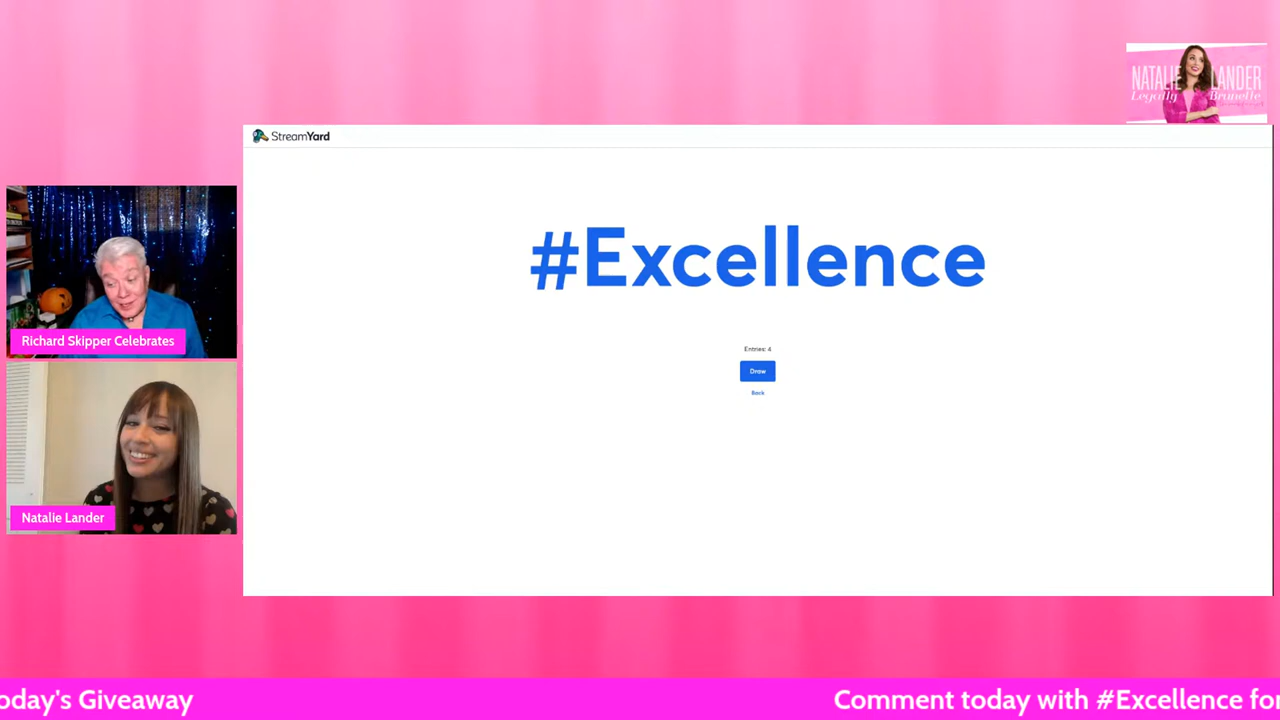 NATALIE LANDER
Legally Brunette
StreamYard
#Excellence
Entries: 4
Draw
Back
Richard Skipper Celebrates
Natalie Lander
oday's Giveaway
Comment today with #Excellence for